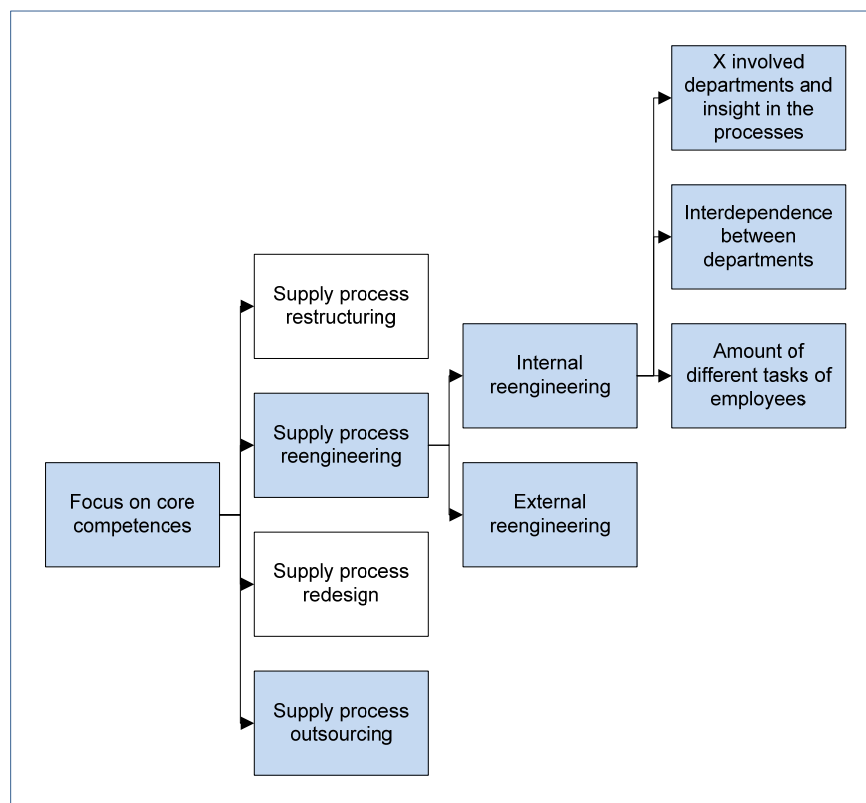 X involved
departments and
insight in the
processes
Interdependence
between
departments
Supply process
restructuring
Internal
reengineering
Amount of
different tasks of
employees
Supply process
reengineering
Focus on core
competences
External
reengineering
Supply process
redesign
Supply process
outsourcing